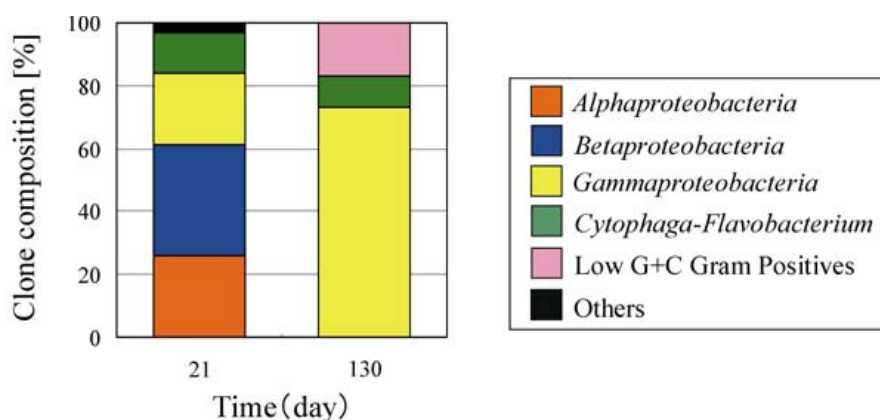 Clone composition [%]
100
80
60
40
20
0
21
130
Time(day)
Alphaproteobacteria
Betaproteobacteria
Gammaproteobacteria
Cytophaga-Flavobacterium
Low G+C Gram Positives
Others